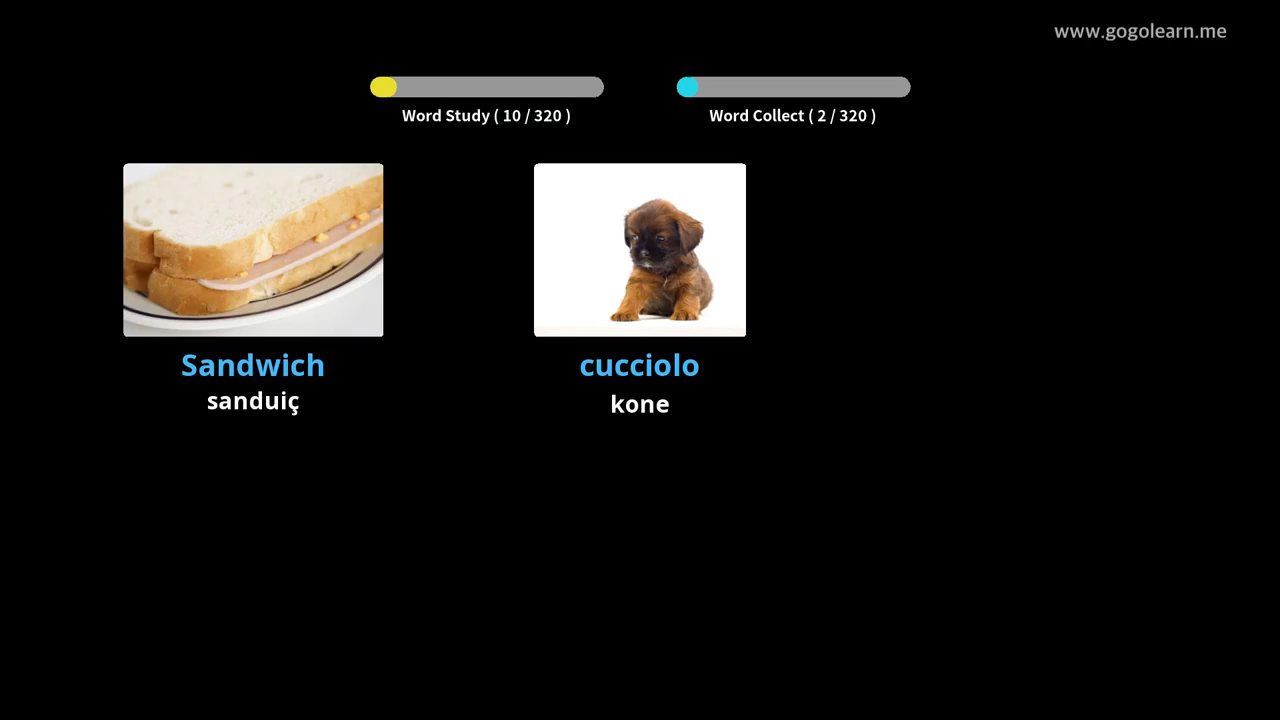 www.gogolearn.me
Word Study ( 10 / 320 )
Word Collect ( 2 / 320 )
Sandwich
sanduiç
cucciolo
kone